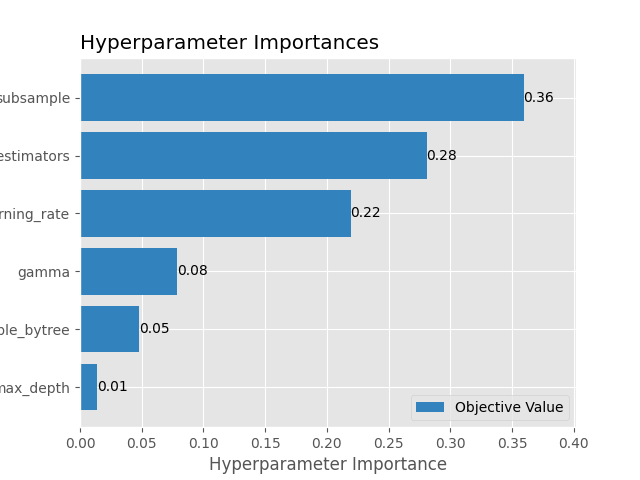 Hyperparameter Importances
subsample
0.36
estimators
0.28
rning_rate
0.22
gamma
0.08
ple_bytree
0.05
max_depth
0.01
Objective Value
0.00 0.05 0.10 0.15 0.20 0.25 0.30 0.35 0.40
Hyperparameter Importance